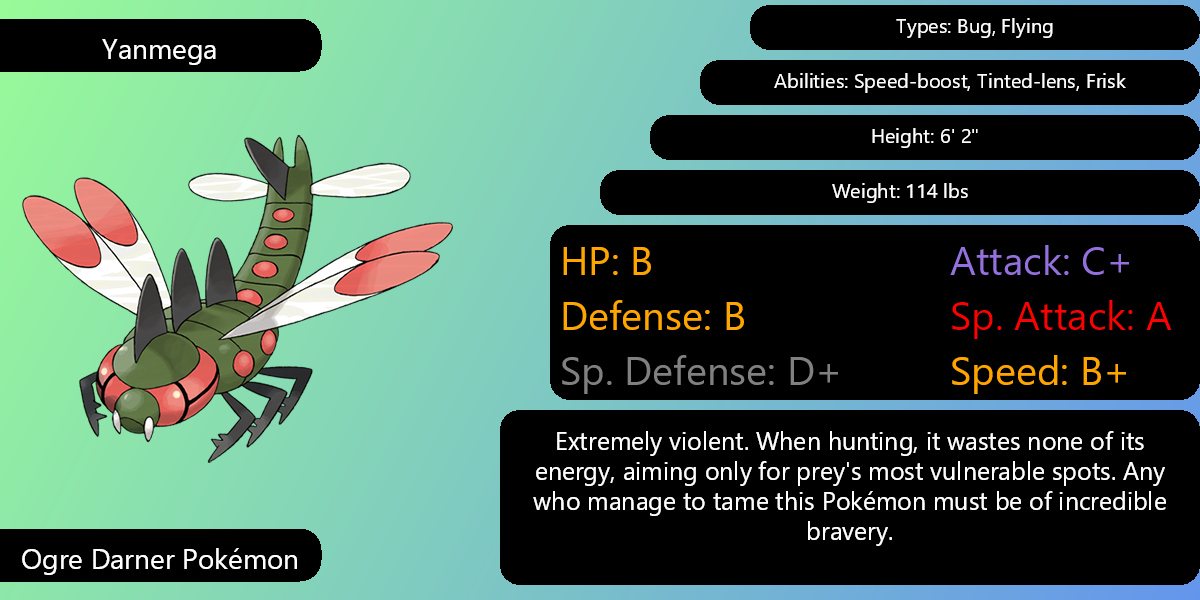 Yanmega
Types: Bug, Flying
Abilities: Speed-boost, Tinted-lens, Frisk
Height: 6' 2"
Weight: 114 lbs
HP: B
Attack: C+
Defense: B
Sp. Attack: A
Sp. Defense: D+
Speed: B+
Extremely violent. When hunting, it wastes none of its
energy, aiming only for prey's most vulnerable spots. Any
who manage to tame this Pokémon must be of incredible
bravery.
Ogre Darner Pokémon